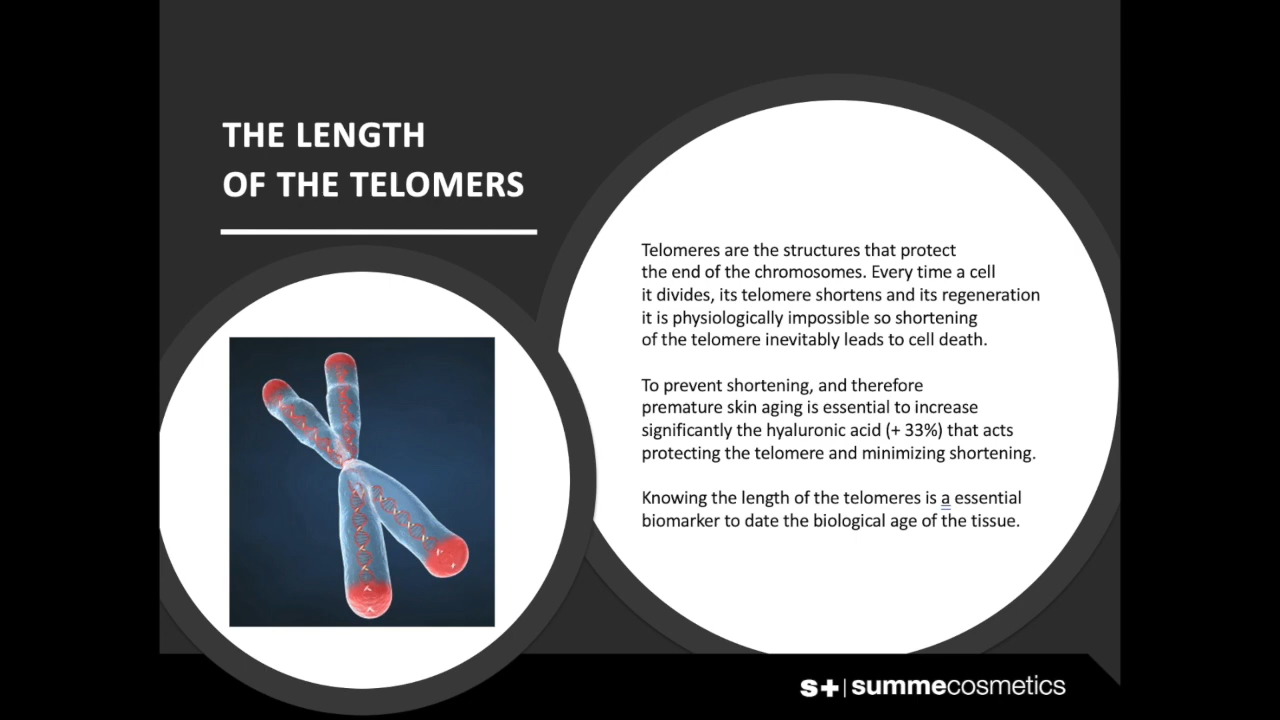 THE LENGTH
OF THE TELOMERS
Telomeres are the structures that protect
the end of the chromosomes. Every time a cell
it divides, its telomere shortens and its regeneration
it is physiologically impossible so shortening
of the telomere inevitably leads to cell death.
To prevent shortening, and therefore
premature skin aging is essential to increase
significantly the hyaluronic acid (+ 33%) that acts
protecting the telomere and minimizing shortening.
Knowing the length of the telomeres is a essential
biomarker to date the biological age of the tissue.
s+ | summecosmetics